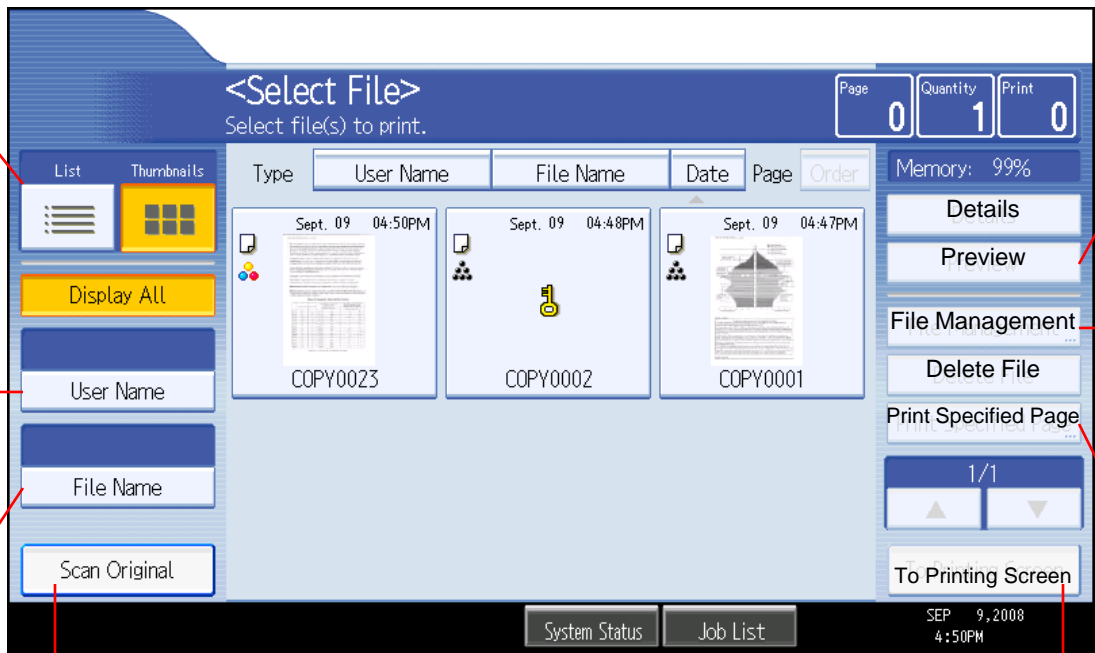 <Select File>
Select file(s) to print.
Page 0
Quantity 1
Print 0
List Thumbnails
Type User Name File Name Date Page Order
Memory: 99%
Display All
User Name
File Name
Scan Original
Sept. 09 04:50PM
COPY0023
Sept. 09 04:48PM
COPY0002
Sept. 09 04:47PM
COPY0001
Details
Preview
File Management
Delete File
Print Specified Page
1/1
To Printing Screen
System Status
Job List
SEP 9,2008
4:50PM